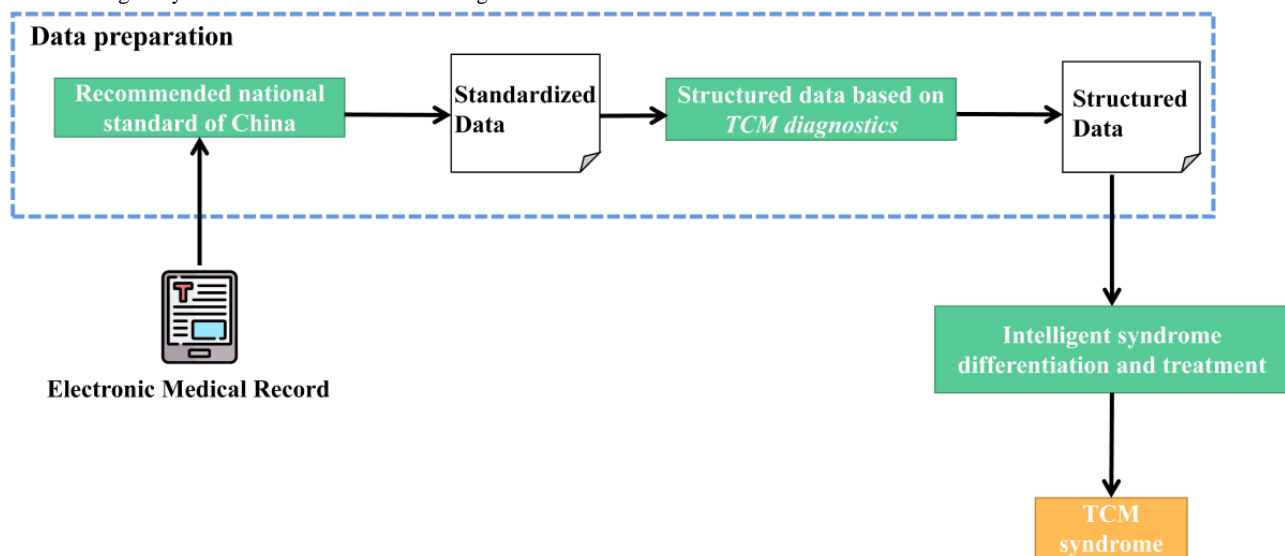 Data preparation
Recommended national
standard of China
Standardized
Data
Structured data based on
TCM diagnostics
Structured
Data
T
Electronic Medical Record
Intelligent syndrome
differentiation and treatment
TCM
syndrome